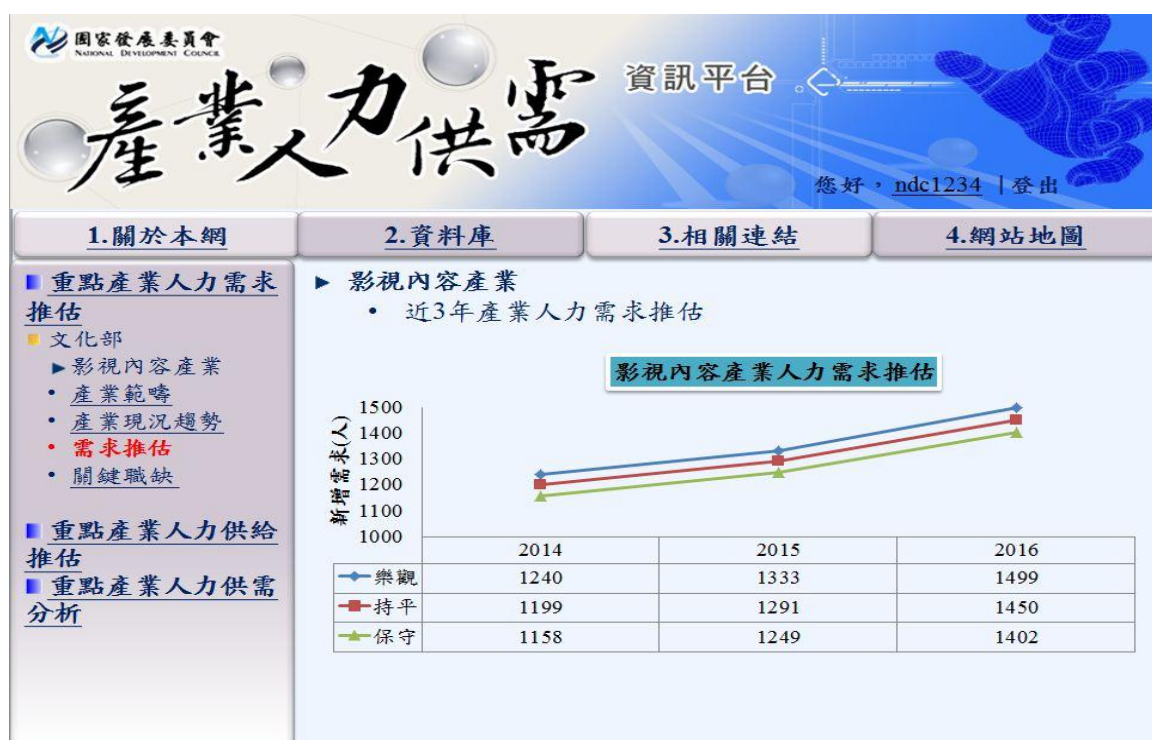 國家發展委員會
NATIONAL DEVELOPMENT COUNCIL
產業人力供需 資訊平台
您好，ndc1234 |登出
1.關於本網
2.資料庫
3.相關連結
4.網站地圖
重點產業人力需求
推估
文化部
►影視內容產業
• 產業範疇
• 產業現況趨勢
• 需求推估
• 關鍵職缺
重點產業人力供給
推估
重點產業人力供需
分析
► 影視內容產業
• 近3年產業人力需求推估
影視內容產業人力需求推估
新增需求(人)
1500
1400
1300
1200
1100
1000
2014 2015 2016
樂觀 1240 1333 1499
持平 1199 1291 1450
保守 1158 1249 1402